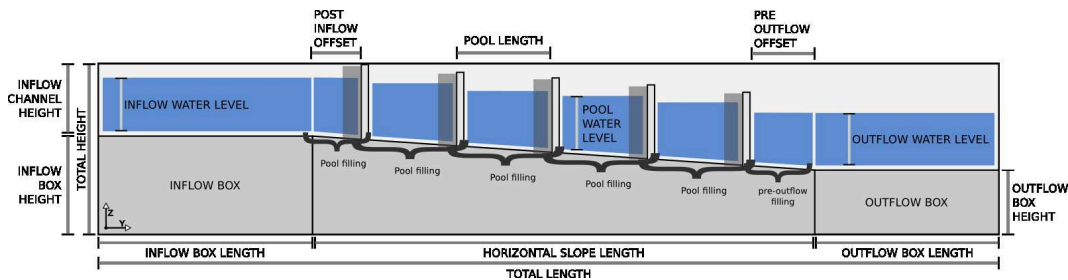 POST
INFLOW
OFFSET
POOL LENGTH
PRE
OUTFLOW
OFFSET
INFLOW
CHANNEL
HEIGHT
TOTAL HEIGHT
INFLOW WATER LEVEL
POOL
WATER
LEVEL
OUTFLOW WATER LEVEL
Pool filling
Pool filling
Pool filling
Pool filling
Pool filling
pre-outflow
filling
INFLOW
BOX
HEIGHT
INFLOW BOX
OUTFLOW BOX
OUTFLOW
BOX
HEIGHT
Z
Y
INFLOW BOX LENGTH
HORIZONTAL SLOPE LENGTH
OUTFLOW BOX LENGTH
TOTAL LENGTH